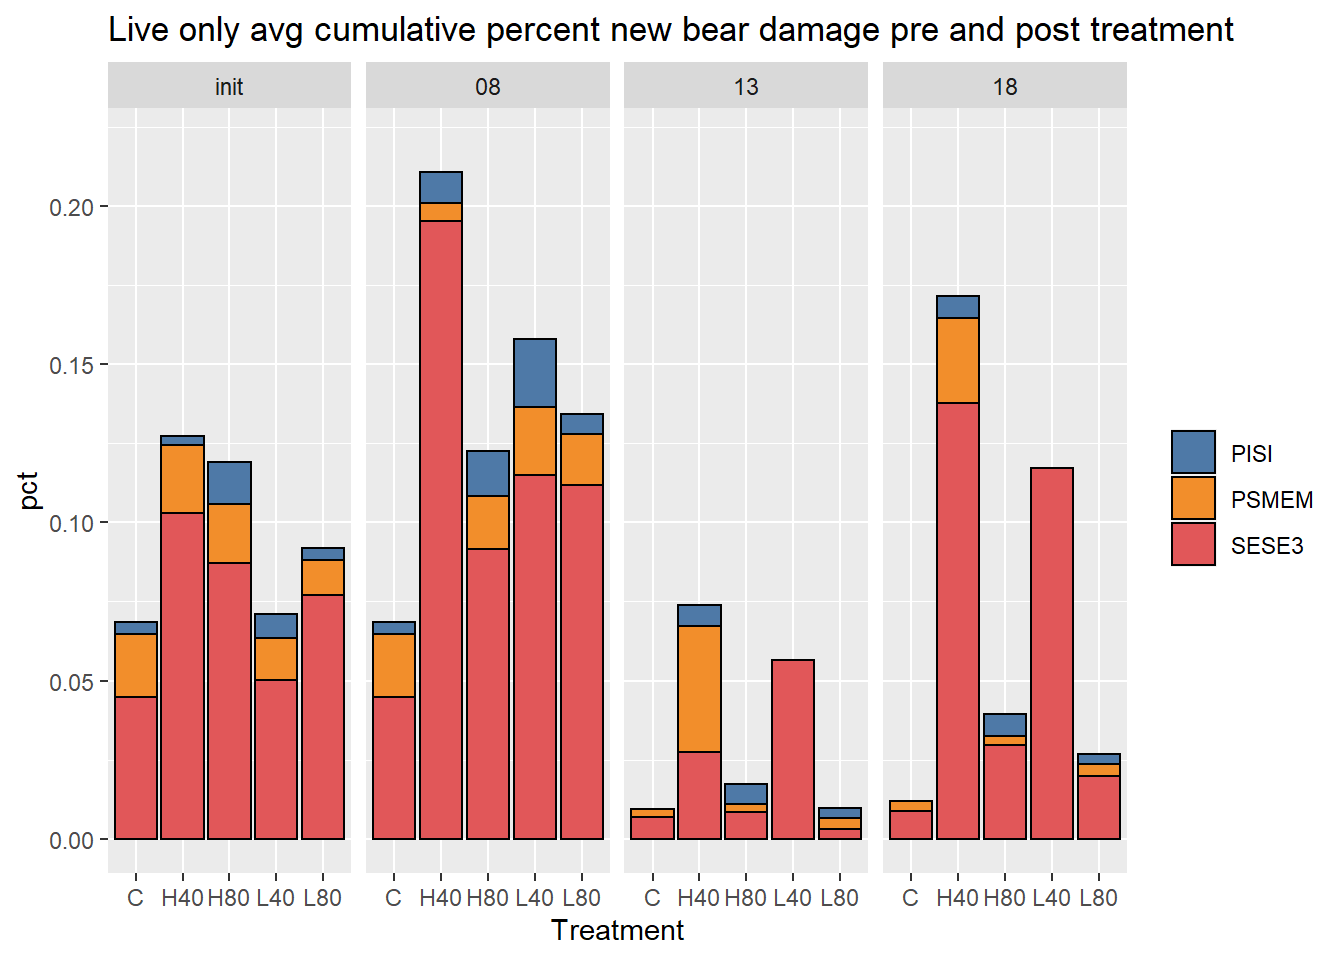 Live only avg cumulative percent new bear damage pre and post treatment
init 08 13 18
0.20
0.15
0.10
0.05
0.00
pct
C H40 H80 L40 L80 C H40 H80 L40 L80 C H40 H80 L40 L80 C H40 H80 L40 L80
Treatment
PISI
PSMEM
SESE3